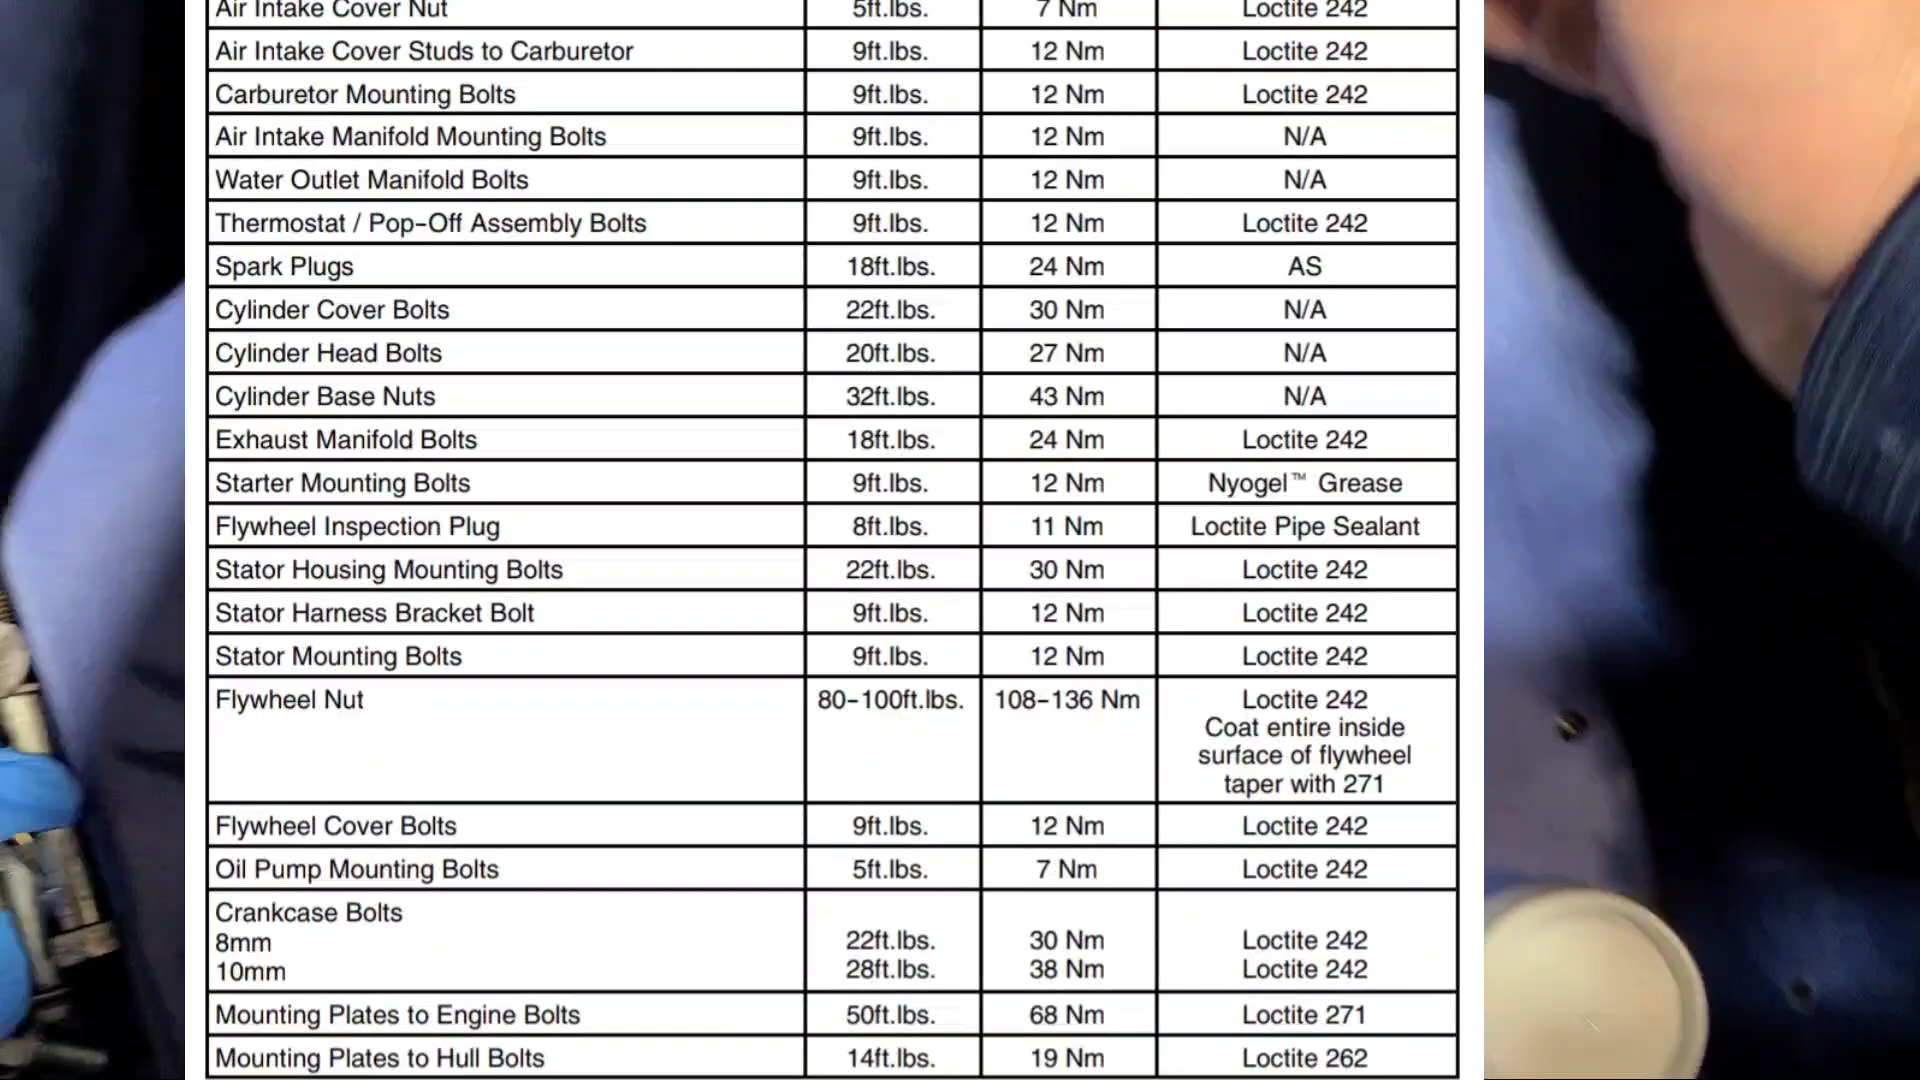 Air Intake Cover Nut 5ft.lbs. 7 Nm Loctite 242
Air Intake Cover Studs to Carburetor 9ft.lbs. 12 Nm Loctite 242
Carburetor Mounting Bolts 9ft.lbs. 12 Nm Loctite 242
Air Intake Manifold Mounting Bolts 9ft.lbs. 12 Nm N/A
Water Outlet Manifold Bolts 9ft.lbs. 12 Nm N/A
Thermostat / Pop-Off Assembly Bolts 9ft.lbs. 12 Nm Loctite 242
Spark Plugs 18ft.lbs. 24 Nm AS
Cylinder Cover Bolts 22ft.lbs. 30 Nm N/A
Cylinder Head Bolts 20ft.lbs. 27 Nm N/A
Cylinder Base Nuts 32ft.lbs. 43 Nm N/A
Exhaust Manifold Bolts 18ft.lbs. 24 Nm Loctite 242
Starter Mounting Bolts 9ft.lbs. 12 Nm Nyogel™ Grease
Flywheel Inspection Plug 8ft.lbs. 11 Nm Loctite Pipe Sealant
Stator Housing Mounting Bolts 22ft.lbs. 30 Nm Loctite 242
Stator Harness Bracket Bolt 9ft.lbs. 12 Nm Loctite 242
Stator Mounting Bolts 9ft.lbs. 12 Nm Loctite 242
Flywheel Nut 80-100ft.lbs. 108-136 Nm Loctite 242
Coat entire inside
surface of flywheel
taper with 271
Flywheel Cover Bolts 9ft.lbs. 12 Nm Loctite 242
Oil Pump Mounting Bolts 5ft.lbs. 7 Nm Loctite 242
Crankcase Bolts
8mm 22ft.lbs. 30 Nm Loctite 242
10mm 28ft.lbs. 38 Nm Loctite 242
Mounting Plates to Engine Bolts 50ft.lbs. 68 Nm Loctite 271
Mounting Plates to Hull Bolts 14ft.lbs. 19 Nm Loctite 262